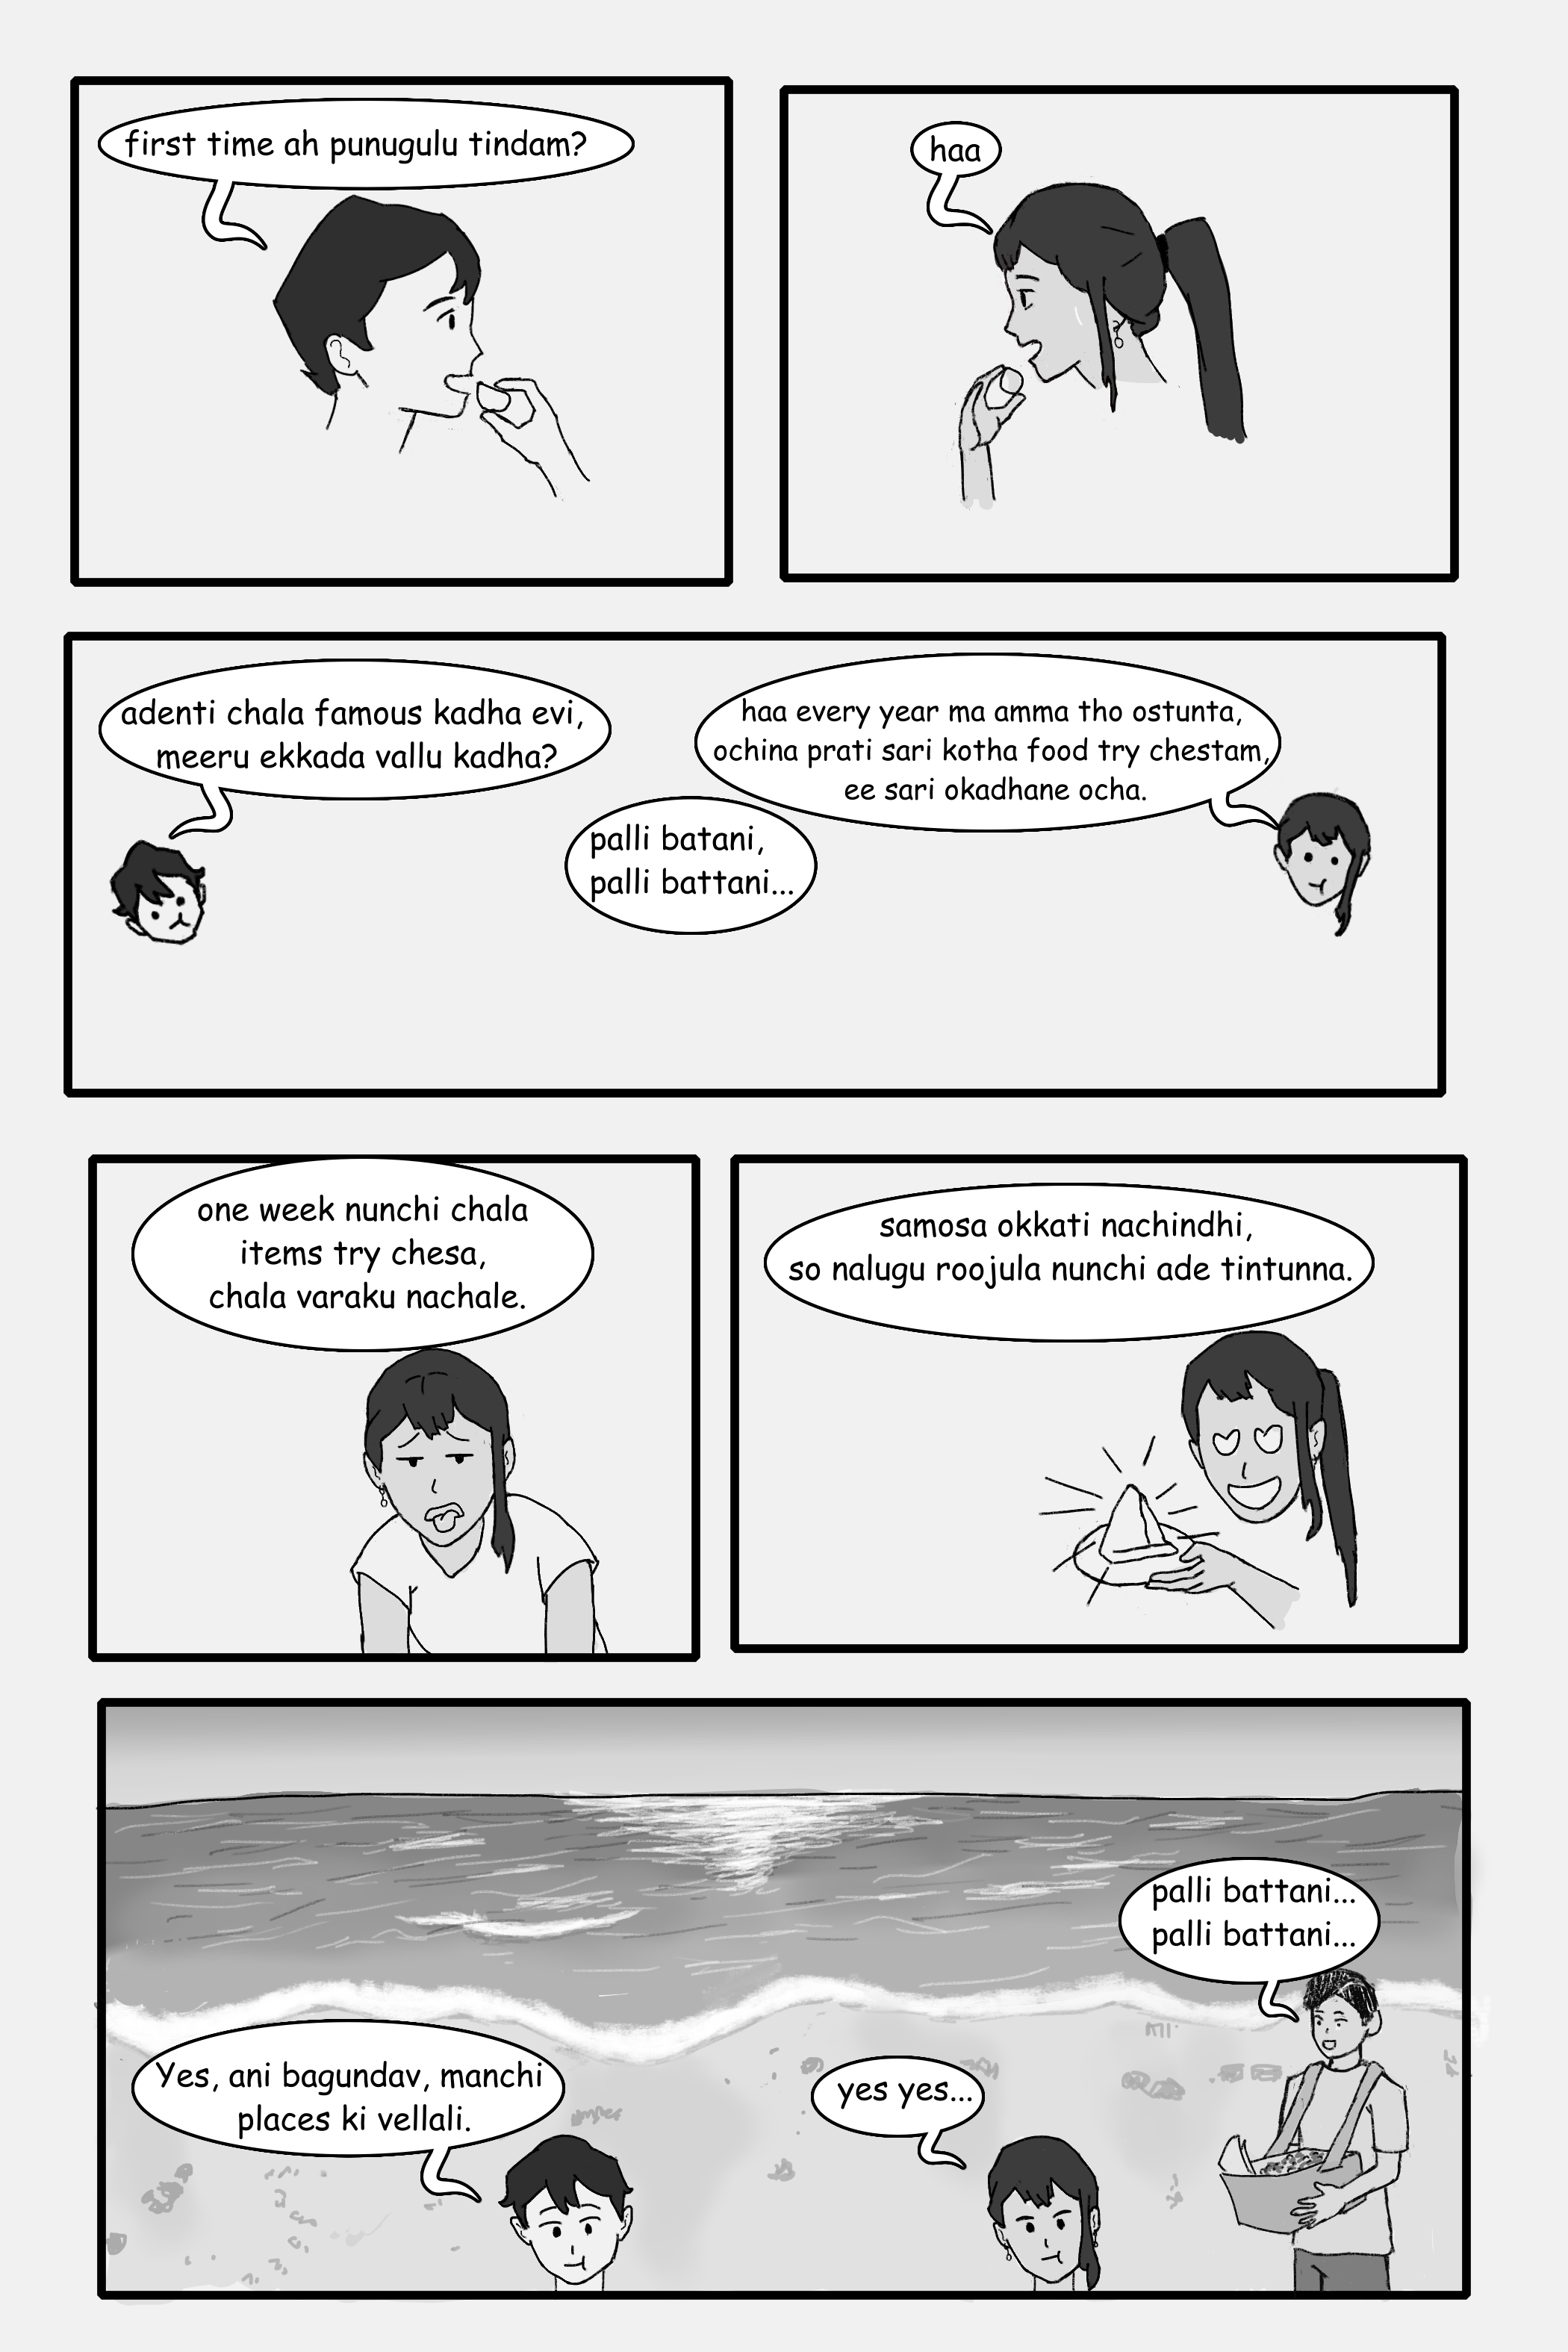 first time ah punugulu tindam?
haa
adenti chala famous kadha evi,
meeru ekkada vallu kadha?
haa every year ma amma tho ostunta,
ochina prati sari kotha food try chestam,
ee sari okadhane ocha.
palli batani,
palli battani...
one week nunchi chala
items try chesa,
chala varaku nachale.
samosa okkati nachindhi,
so nalugu roojula nunchi ade tintunna.
palli battani...
palli battani...
Yes, ani bagundav, manchi
places ki vellali.
yes yes...